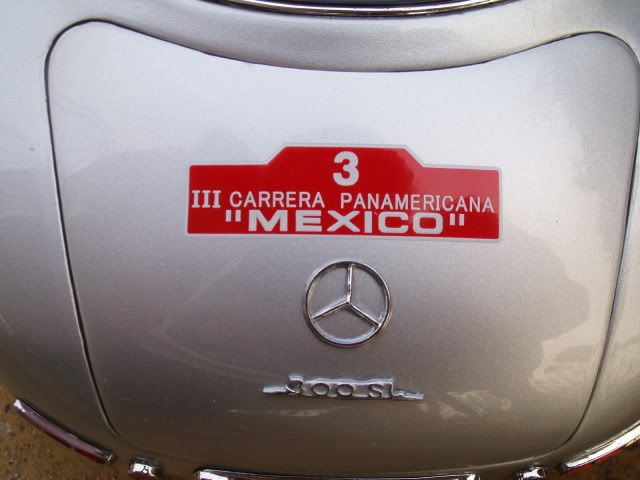 3
III CARRERA PANAMERICANA
"MEXICO"
300 SL